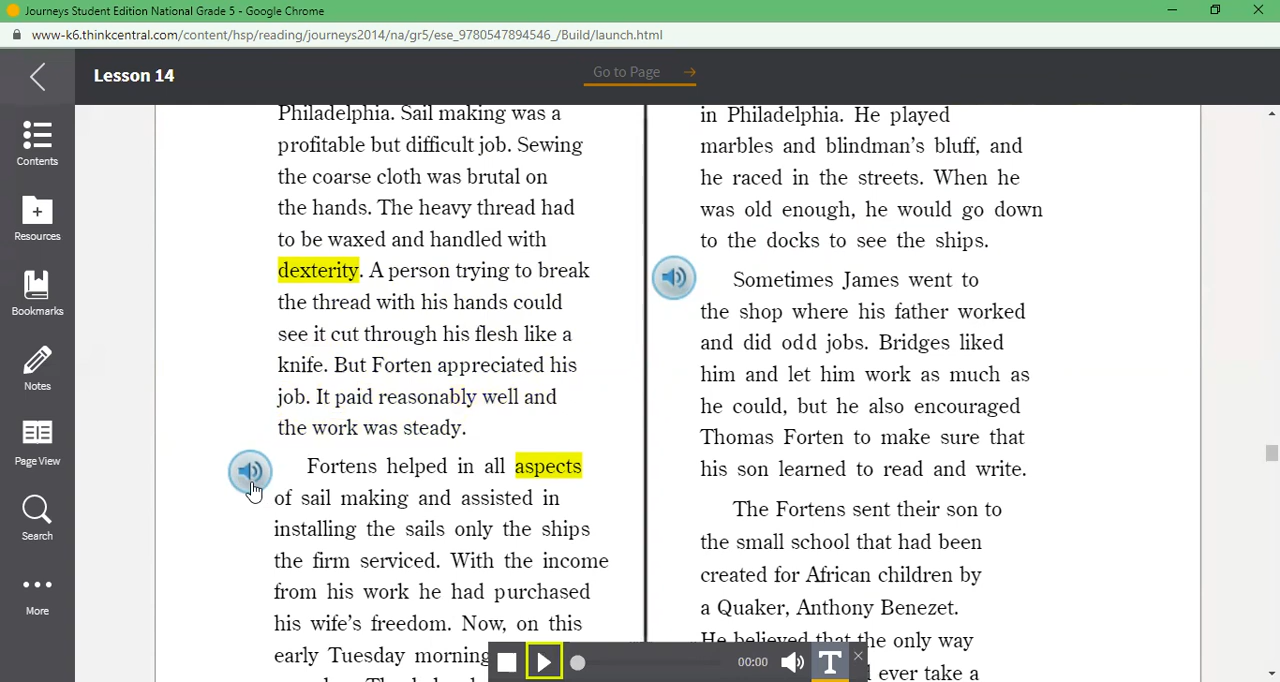 Journeys Student Edition National Grade 5 - Google Chrome
www-k6.thinkcentral.com/content/hsp/reading/journeys2014/na/gr5/ese_9780547894546_/Build/launch.html
Lesson 14
Go to Page →
Contents
Resources
Bookmarks
Notes
Page View
Search
More
Philadelphia. Sail making was a
profitable but difficult job. Sewing
the coarse cloth was brutal on
the hands. The heavy thread had
to be waxed and handled with
dexterity. A person trying to break
the thread with his hands could
see it cut through his flesh like a
knife. But Forten appreciated his
job. It paid reasonably well and
the work was steady.
Fortens helped in all aspects
of sail making and assisted in
installing the sails only the ships
the firm serviced. With the income
from his work he had purchased
his wife's freedom. Now, on this
early Tuesday morning
in Philadelphia. He played
marbles and blindman's bluff, and
he raced in the streets. When he
was old enough, he would go down
to the docks to see the ships.
Sometimes James went to
the shop where his father worked
and did odd jobs. Bridges liked
him and let him work as much as
he could, but he also encouraged
Thomas Forten to make sure that
his son learned to read and write.
The Fortens sent their son to
the small school that had been
created for African children by
a Quaker, Anthony Benezet.
He believed that the only way
ever take a
00:00
T